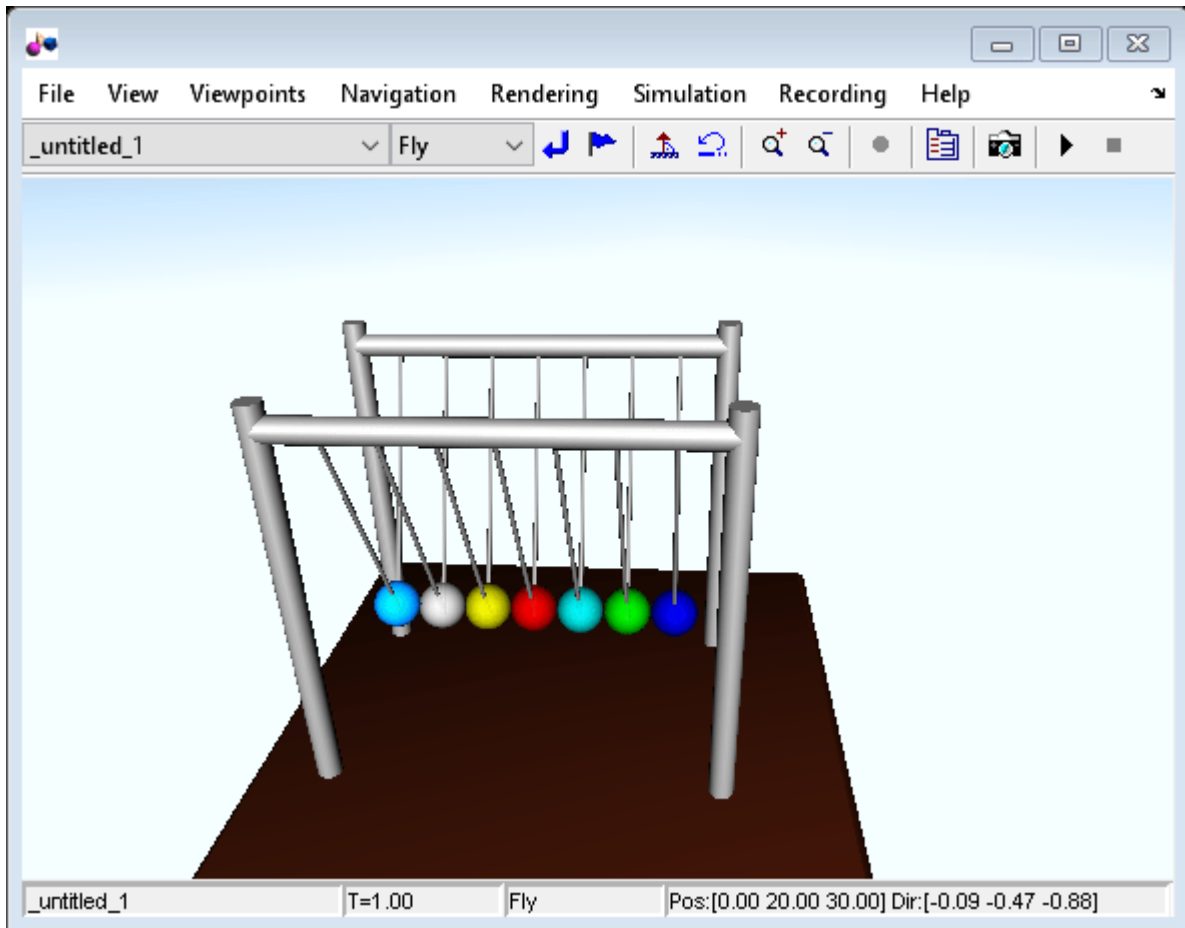 File View Viewpoints Navigation Rendering Simulation Recording Help
_untitled_1 Fly
_untitled_1 T=1.00 Fly Pos:[0.00 20.00 30.00] Dir:[-0.09 -0.47 -0.88]